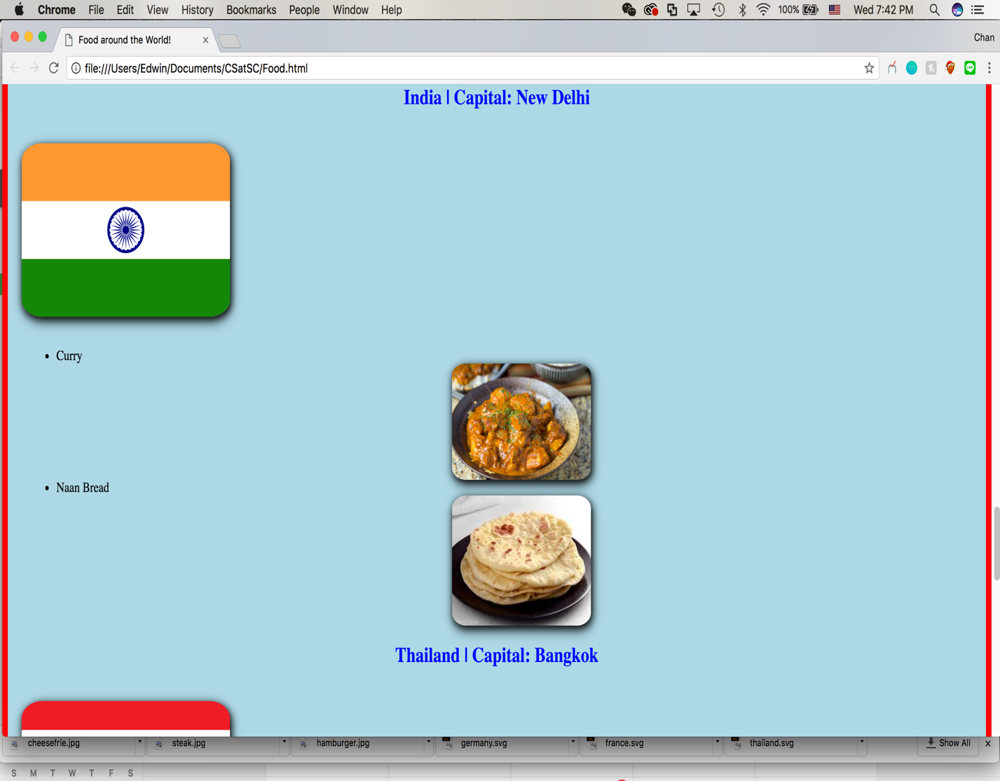 Chrome File Edit View History Bookmarks People Window Help 100% Wed 7:42 PM
Food around the World! Chan
file:///Users/Edwin/Documents/CSatSC/Food.html
India | Capital: New Delhi
• Curry
• Naan Bread
Thailand | Capital: Bangkok
cheesefrie.jpg steak.jpg hamburger.jpg germany.svg france.svg thailand.svg Show All
S M T W T F S